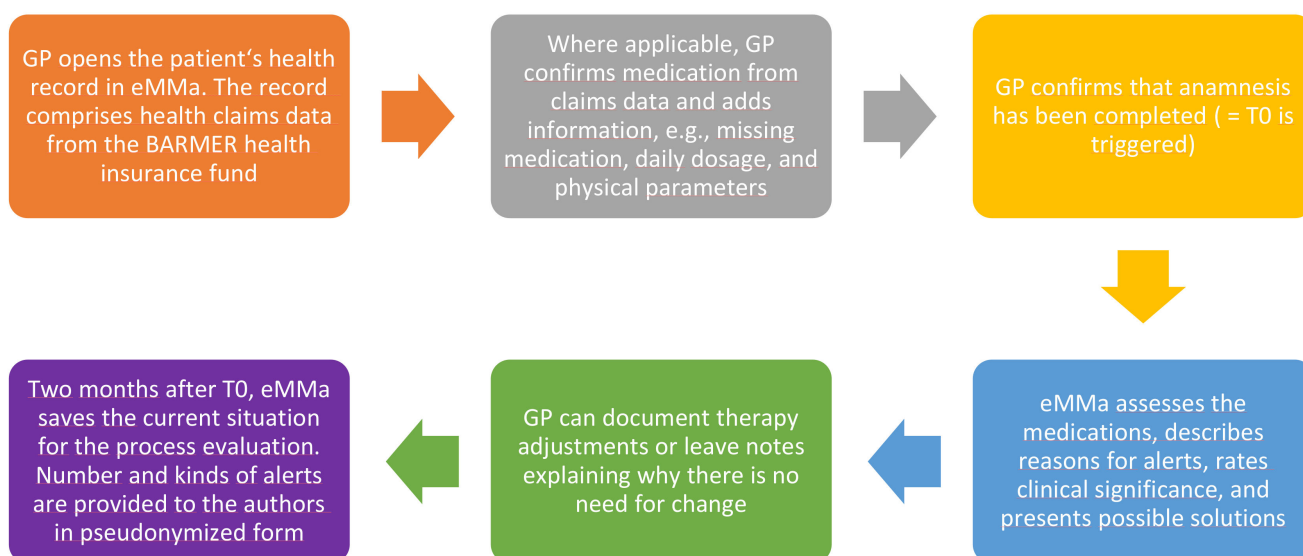 GP opens the patient‘s health
record in eMMa. The record
comprises health claims data
from the BARMER health
insurance fund
Where applicable, GP
confirms medication from
claims data and adds
information, e.g., missing
medication, daily dosage, and
physical parameters
GP confirms that anamnesis
has been completed ( = T0 is
triggered)
eMMa assesses the
medications, describes
reasons for alerts, rates
clinical significance, and
presents possible solutions
GP can document therapy
adjustments or leave notes
explaining why there is no
need for change
Two months after T0, eMMa
saves the current situation
for the process evaluation.
Number and kinds of alerts
are provided to the authors
in pseudonymized form